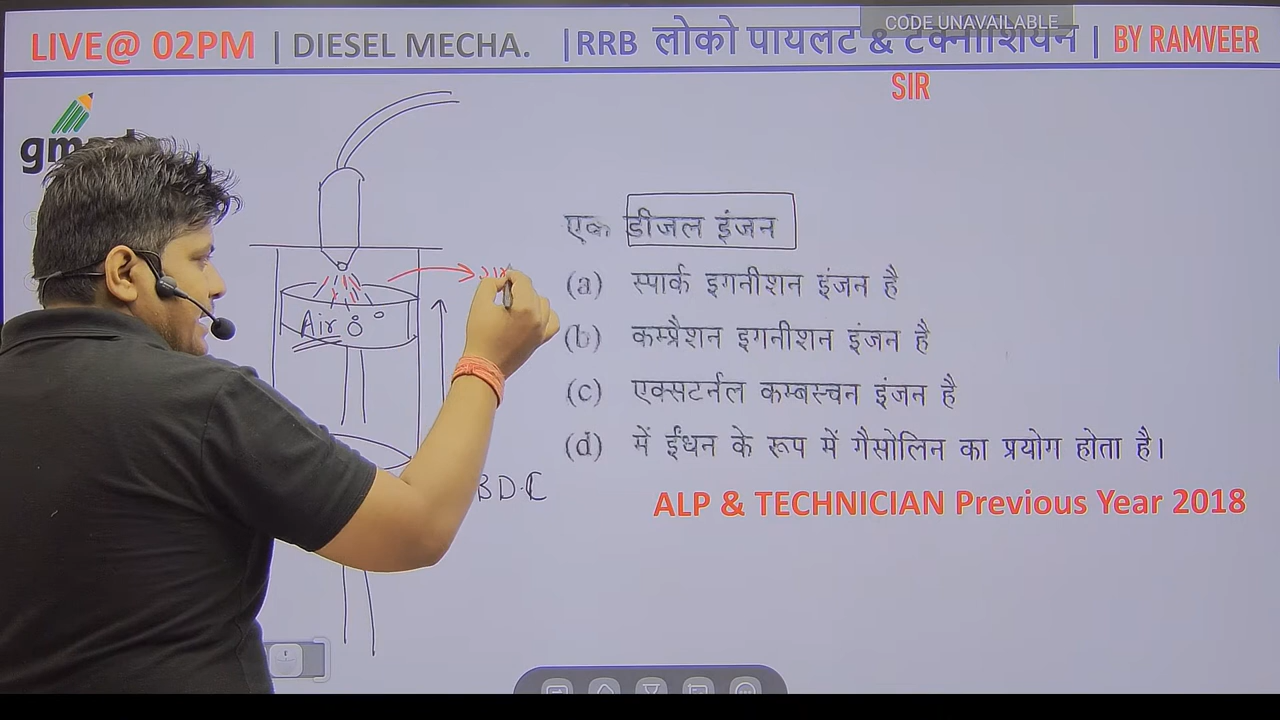 CODE UNAVAILABLE
LIVE@ 02PM | DIESEL MECHA. |RRB लोको पायलट & टेक्नीशियन | BY RAMVEER
SIR
एक डीजल इंजन
(a) स्पार्क इगनीशन इंजन है
(b) कम्प्रैशन इगनीशन इंजन है
(c) एक्सटर्नल कम्बस्चन इंजन है
(d) में ईंधन के रूप में गैसोलिन का प्रयोग होता है।
Air
BDC
ALP & TECHNICIAN Previous Year 2018